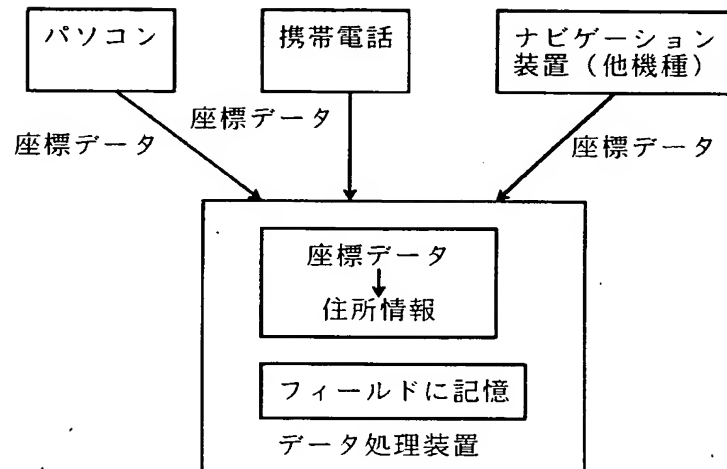 パソコン
携帯電話
ナビゲーション
装置（他機種）
座標データ
座標データ
座標データ
座標データ
住所情報
フィールドに記憶
データ処理装置